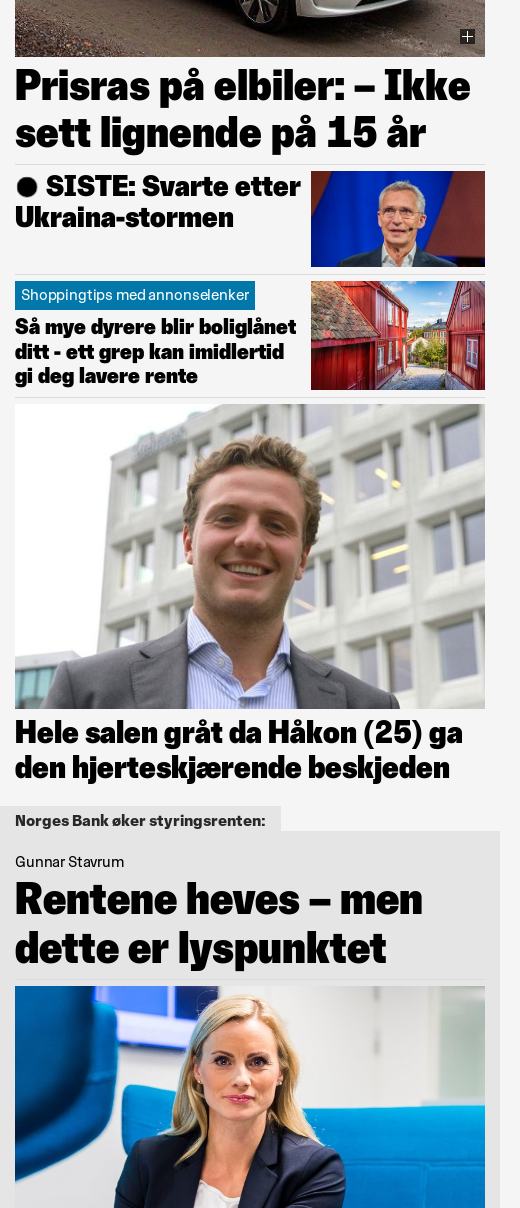 Prisras på elbiler: – Ikke
sett lignende på 15 år
● SISTE: Svarte etter
Ukraina-stormen
Shoppingtips med annonselenker
Så mye dyrere blir boliglånet
ditt - ett grep kan imidlertid
gi deg lavere rente
Hele salen gråt da Håkon (25) ga
den hjerteskjærende beskjeden
Norges Bank øker styringsrenten:
Gunnar Stavrum
Rentene heves – men
dette er lyspunktet